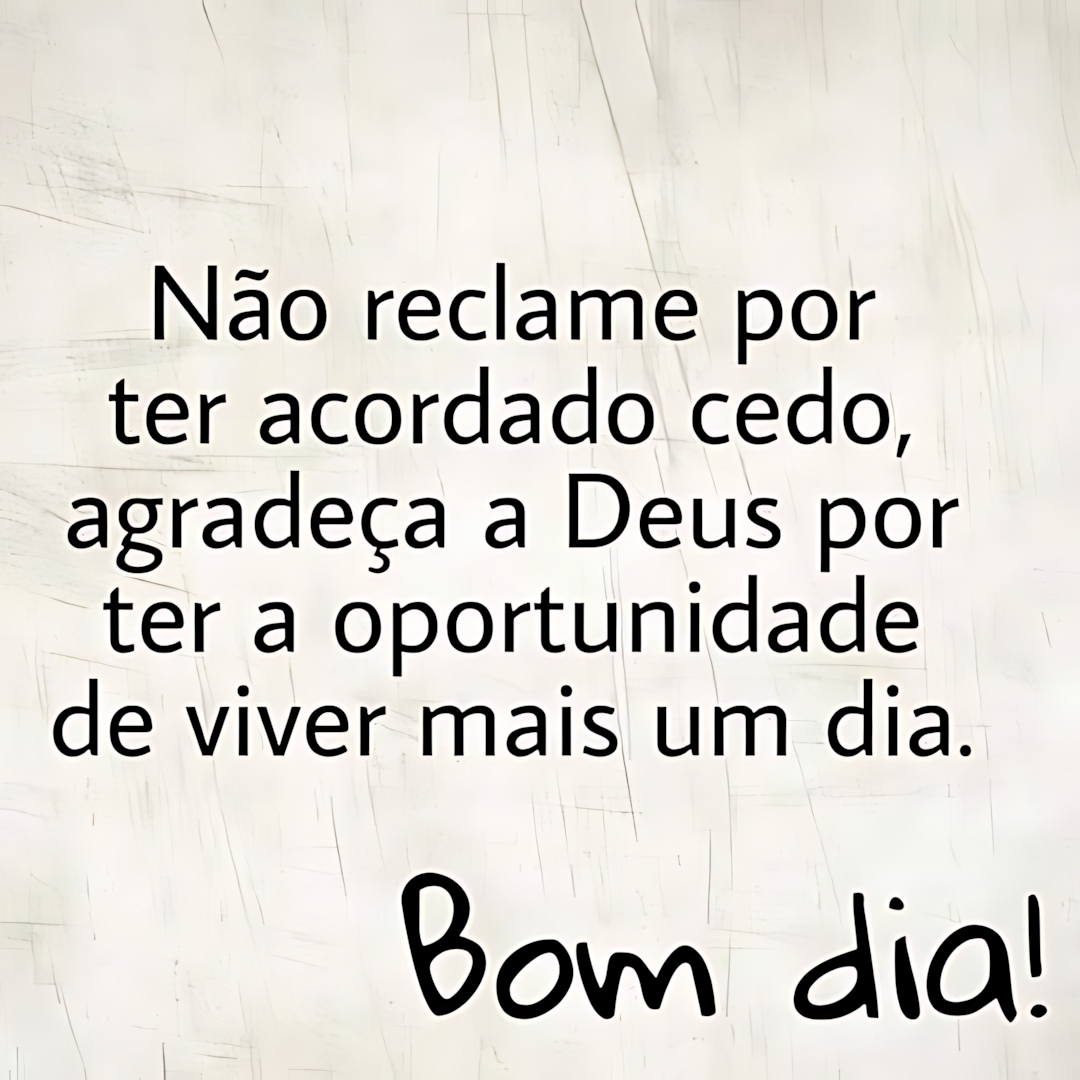 Não reclame por
ter acordado cedo,
agradeça a Deus por
ter a oportunidade
de viver mais um dia.
Bom dia!